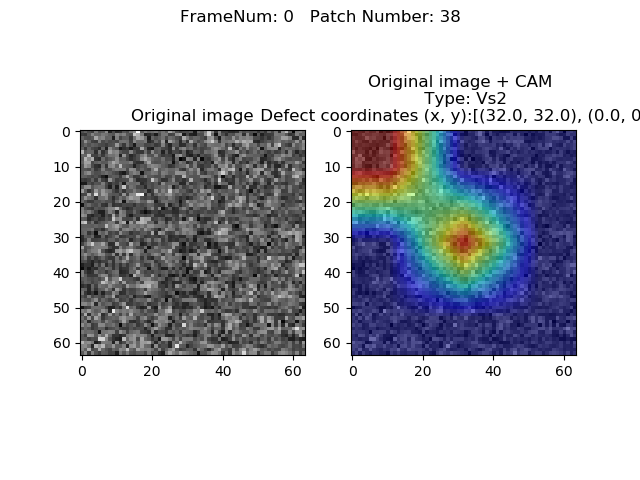 FrameNum: 0   Patch Number: 38
Original image + CAM
Type: Vs2
Original image
Defect coordinates (x, y):[(32.0, 32.0), (0.0, 0
0
10
20
30
40
50
60
0 20 40 60
0
10
20
30
40
50
60
0 20 40 60